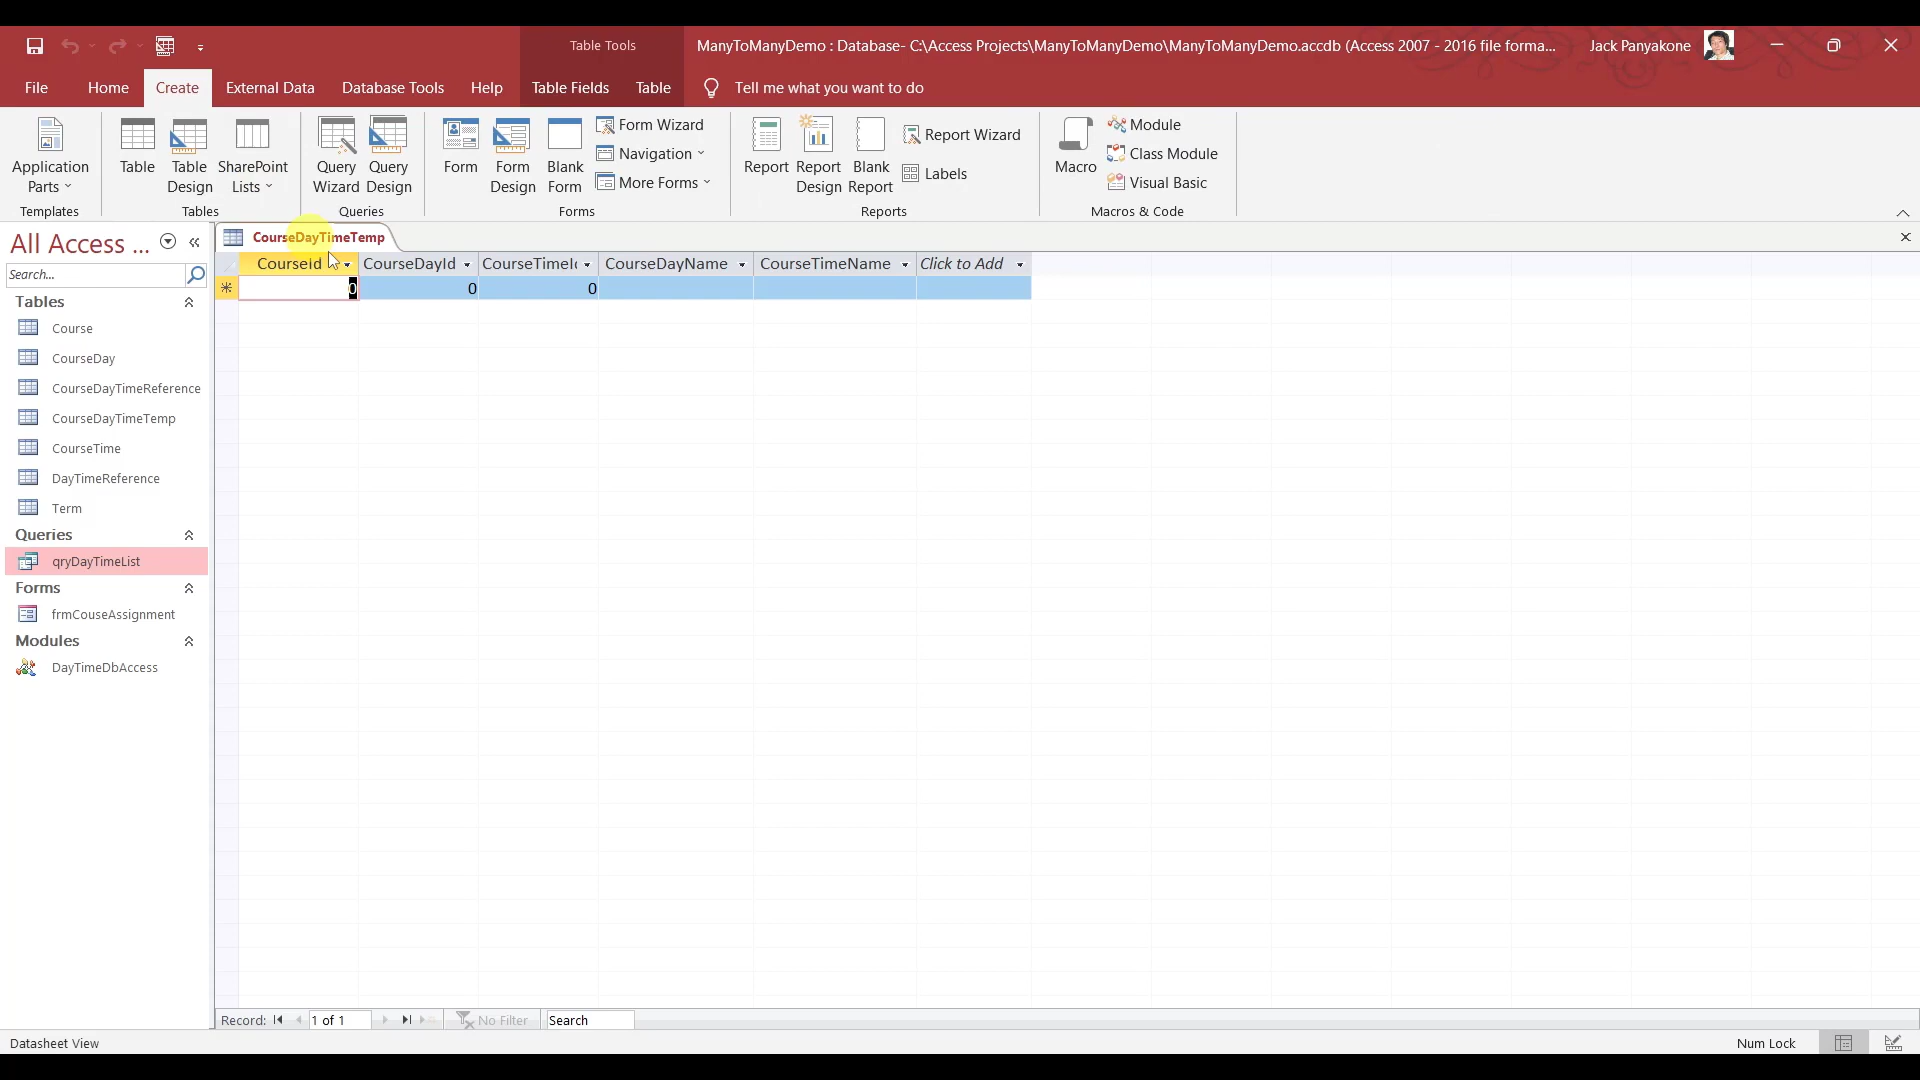 Table Tools
ManyToManyDemo : Database- C:\Access Projects\ManyToManyDemo\ManyToManyDemo.accdb (Access 2007 - 2016 file forma...
Jack Panyakone
File Home Create External Data Database Tools Help Table Fields Table Tell me what you want to do
Application Parts
Templates
Table
Table Design
SharePoint Lists
Tables
Query Wizard
Query Design
Queries
Form
Form Design
Blank Form
Form Wizard
Navigation
More Forms
Forms
Report
Report Design
Blank Report
Report Wizard
Labels
Reports
Macro
Module
Class Module
Visual Basic
Macros & Code
All Access ...
Search...
Tables
Course
CourseDay
CourseDayTimeReference
CourseDayTimeTemp
CourseTime
DayTimeReference
Term
Queries
qryDayTimeList
Forms
frmCouseAssignment
Modules
DayTimeDbAccess
CourseDayTimeTemp
CourseId CourseDayId CourseTimeId CourseDayName CourseTimeName Click to Add
0 0 0
Record: 1 of 1 No Filter Search
Datasheet View
Num Lock